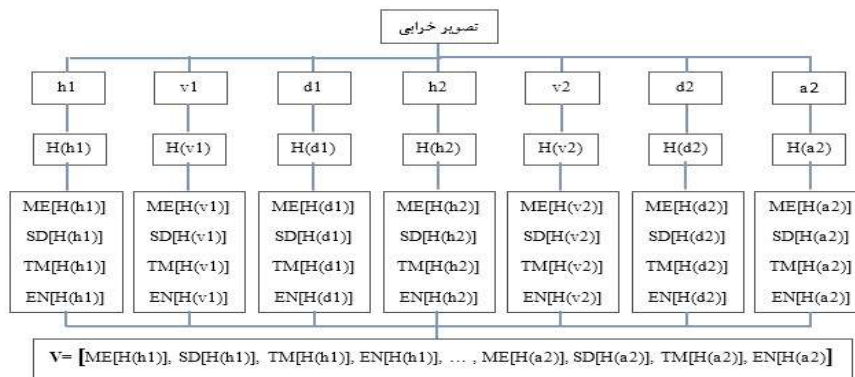 تصویر خرابی
h1 v1 d1 h2 v2 d2 a2
H(h1) H(v1) H(d1) H(h2) H(v2) H(d2) H(a2)
ME[H(h1)] ME[H(v1)] ME[H(d1)] ME[H(h2)] ME[H(v2)] ME[H(d2)] ME[H(a2)]
SD[H(h1)] SD[H(v1)] SD[H(d1)] SD[H(h2)] SD[H(v2)] SD[H(d2)] SD[H(a2)]
TM[H(h1)] TM[H(v1)] TM[H(d1)] TM[H(h2)] TM[H(v2)] TM[H(d2)] TM[H(a2)]
EN[H(h1)] EN[H(v1)] EN[H(d1)] EN[H(h2)] EN[H(v2)] EN[H(d2)] EN[H(a2)]
V= [ME[H(h1)], SD[H(h1)], TM[H(h1)], EN[H(h1)], … , ME[H(a2)], SD[H(a2)], TM[H(a2)], EN[H(a2)]